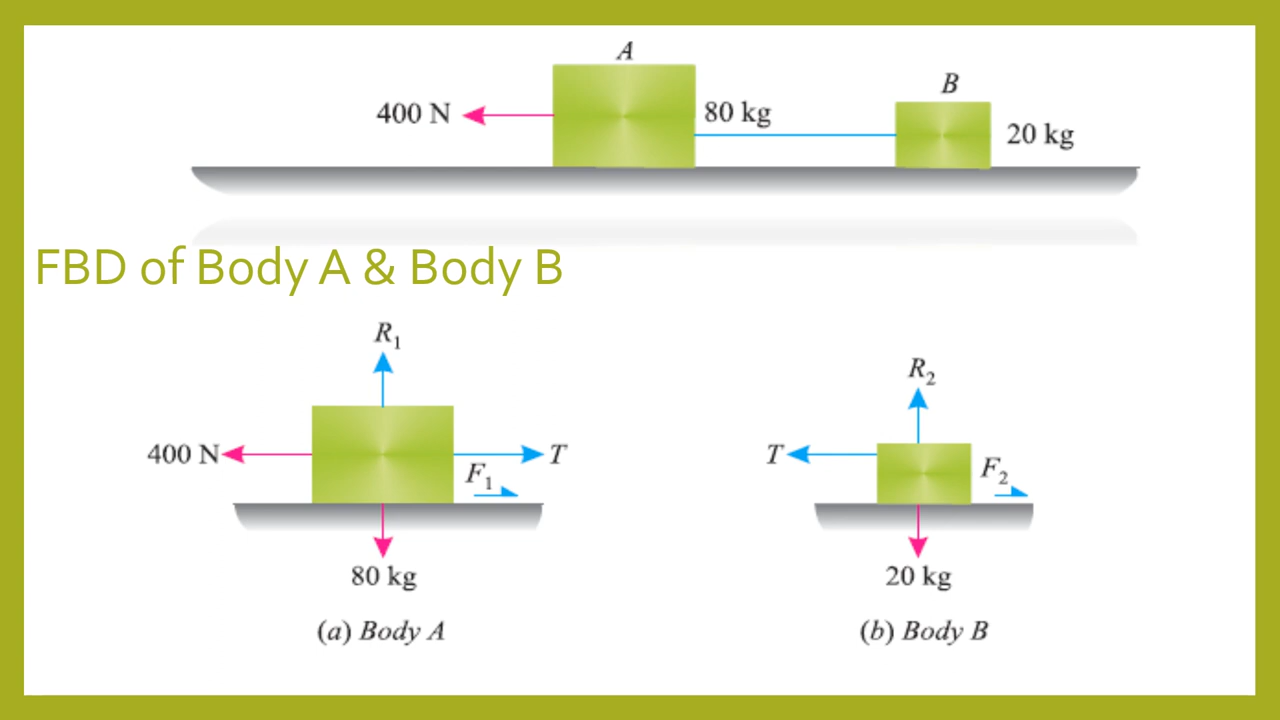 A
B
400 N
80 kg
20 kg
FBD of Body A & Body B
R₁
R₂
400 N
T
F₁
T
F₂
80 kg
20 kg
(a) Body A
(b) Body B